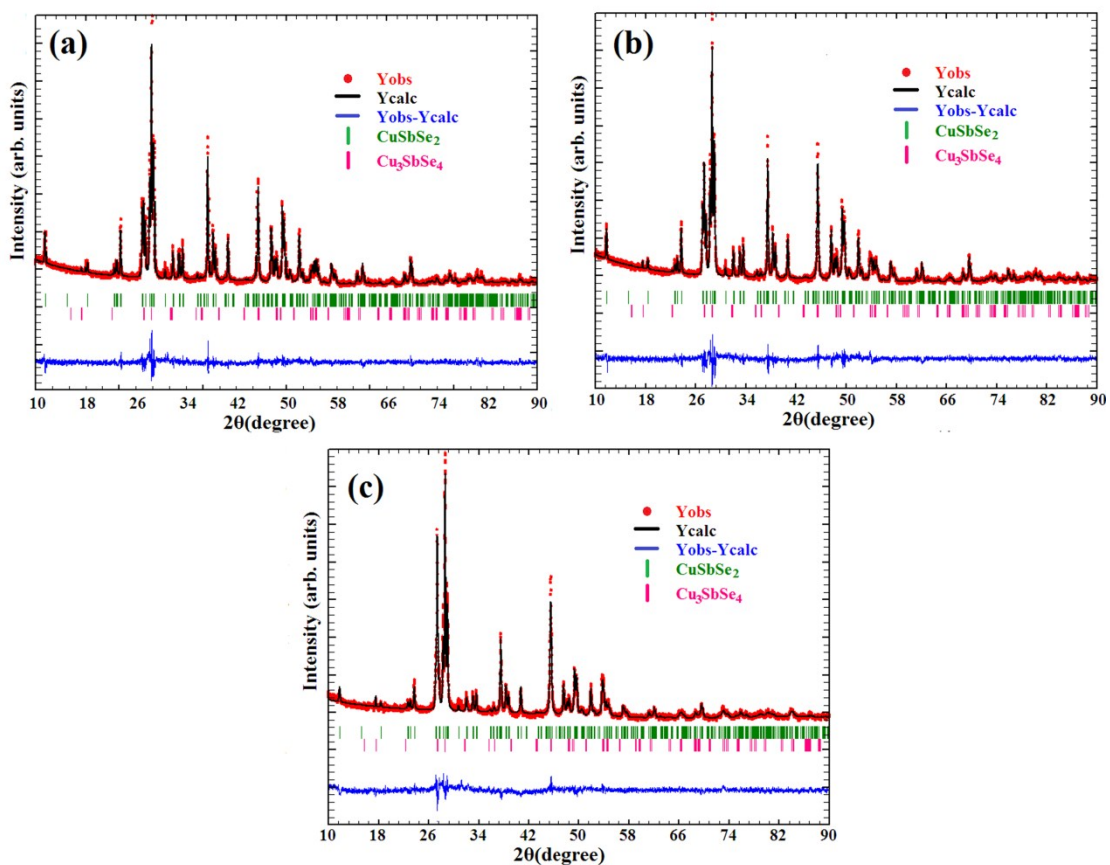 (a)
Intensity (arb. units)
Yobs
Ycalc
Yobs-Ycalc
CuSbSe₂
Cu₃SbSe₄
10 18 26 34 42 50 58 66 74 82 90
2θ(degree)
(b)
Intensity (arb. units)
Yobs
Ycalc
Yobs-Ycalc
CuSbSe₂
Cu₃SbSe₄
10 18 26 34 42 50 58 66 74 82 90
2θ(degree)
(c)
Intensity (arb. units)
Yobs
Ycalc
Yobs-Ycalc
CuSbSe₂
Cu₃SbSe₄
10 18 26 34 42 50 58 66 74 82 90
2θ(degree)